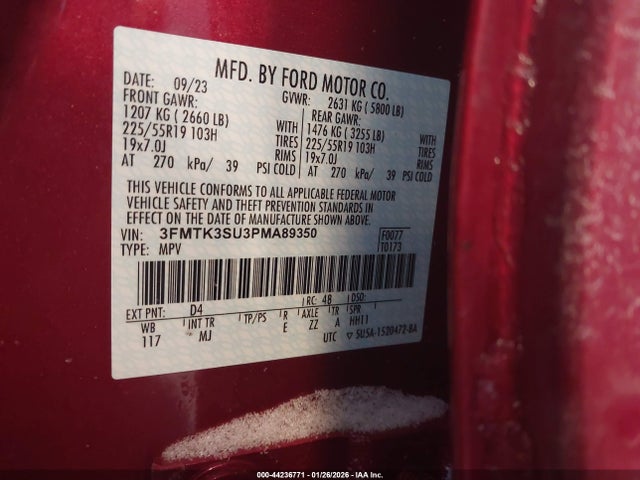 MFD. BY FORD MOTOR CO.
DATE: 09/23 GVWR: 2631 KG ( 5800 LB)
FRONT GAWR: REAR GAWR:
1207 KG ( 2660 LB) WITH 1476 KG ( 3255 LB) WITH
225/55R19 103H TIRES 225/55R19 103H TIRES
19x7.0J RIMS 19x7.0J RIMS
AT 270 kPa/ 39 PSI COLD AT 270 kPa/ 39 PSI COLD
THIS VEHICLE CONFORMS TO ALL APPLICABLE FEDERAL MOTOR
VEHICLE SAFETY AND THEFT PREVENTION STANDARDS IN
EFFECT ON THE DATE OF MANUFACTURE SHOWN ABOVE.
VIN: 3FMTK3SU3PMA89350 F0077
TYPE: MPV T0173
EXT PNT: D4 RC: 48 DSO:
WB INT TR TP/PS R AXLE TR SPR
117 MJ E ZZ A HH11
UTC ▽ 5U5A-1520472-BA
000-44236771 | 01/26/2026 | IAA Inc.